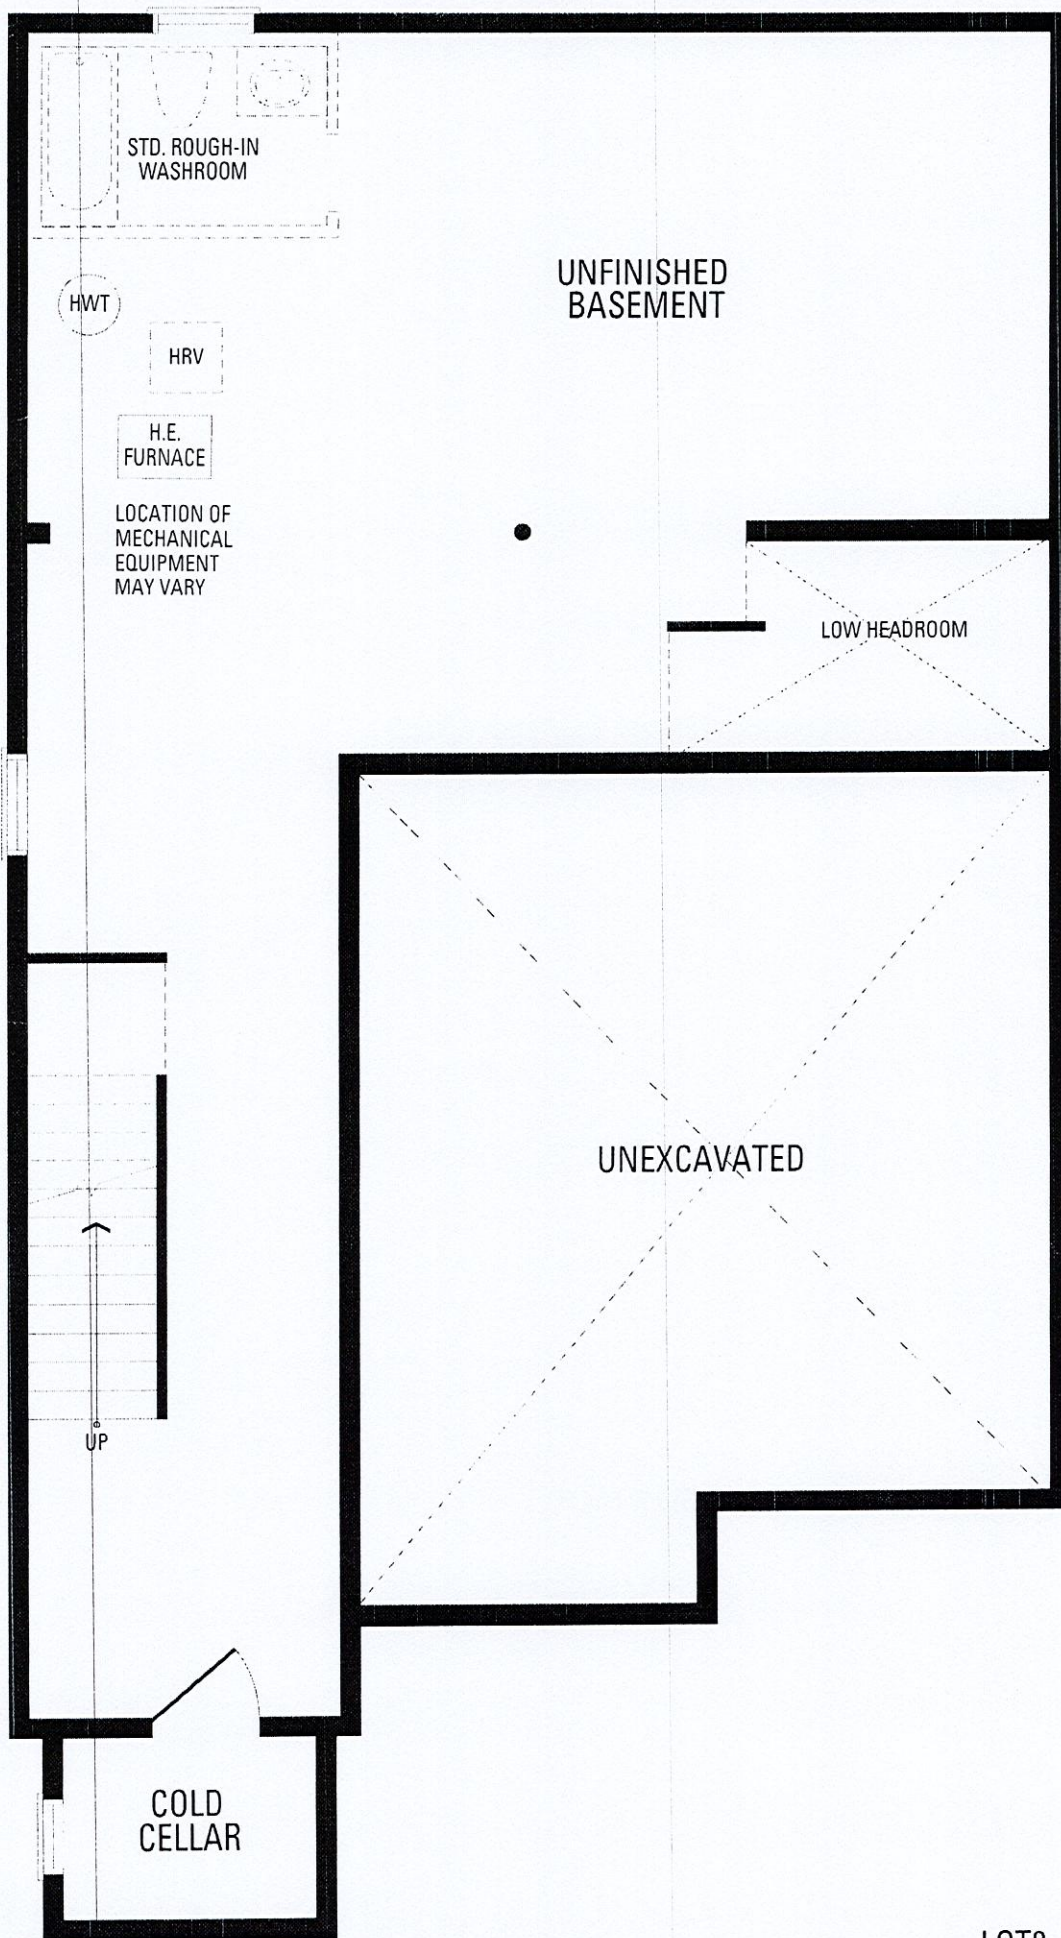 STD. ROUGH-IN
WASHROOM
UNFINISHED
BASEMENT
HWT
HRV
H.E.
FURNACE
LOCATION OF
MECHANICAL
EQUIPMENT
MAY VARY
LOW HEADROOM
UNEXCAVATED
UP
COLD
CELLAR